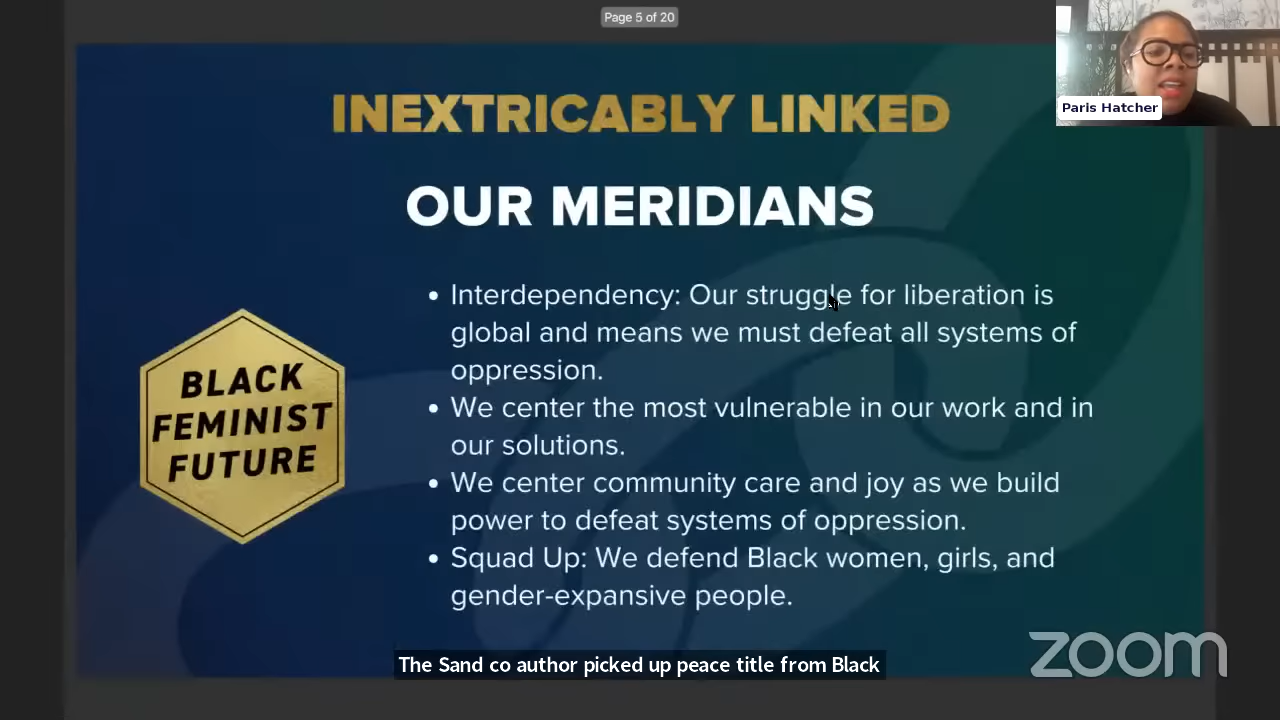 Page 5 of 20
Paris Hatcher
INEXTRICABLY LINKED
OUR MERIDIANS
• Interdependency: Our struggle for liberation is
global and means we must defeat all systems of
oppression.
• We center the most vulnerable in our work and in
our solutions.
• We center community care and joy as we build
power to defeat systems of oppression.
• Squad Up: We defend Black women, girls, and
gender-expansive people.
BLACK
FEMINIST
FUTURE
The Sand co author picked up peace title from Black
zoom